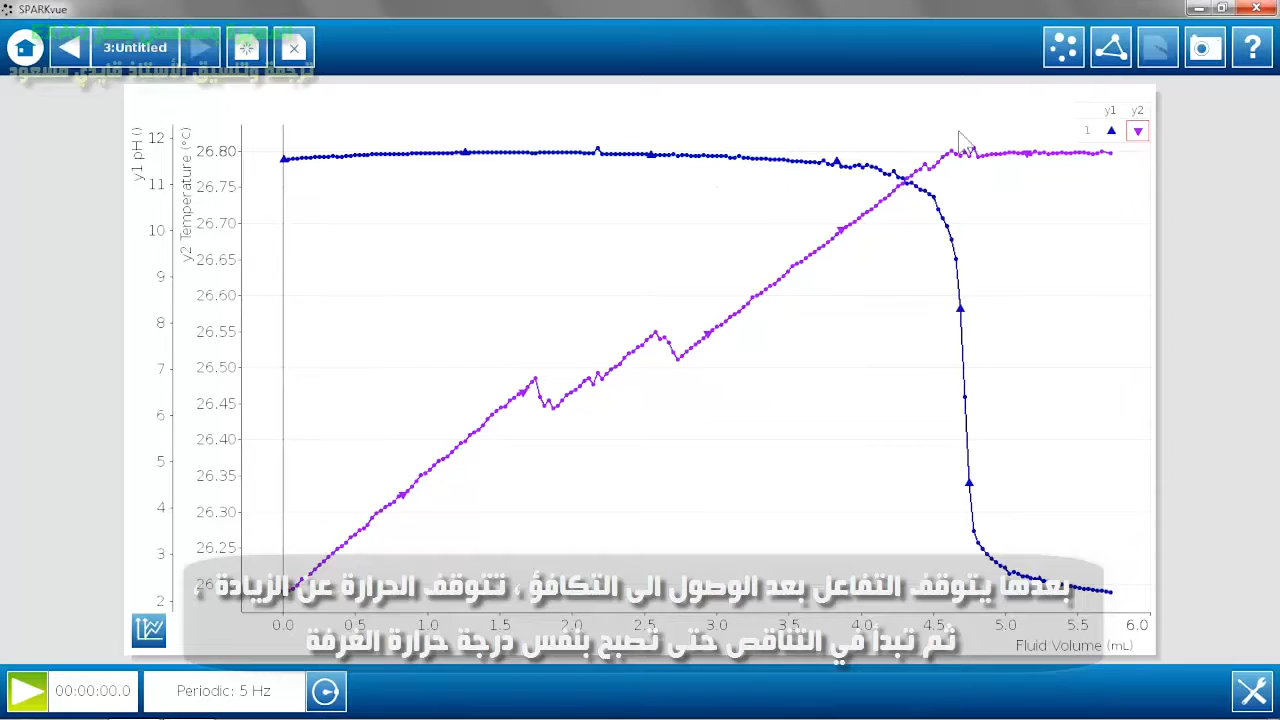 SPARKvue
3:Untitled
ترجمة وتنسيق الأستاذ قايدي مسعود
?
y1 y2
1
y1 pH ()
12
11
10
9
8
7
6
5
4
3
2
y2 Temperature (°C)
26.80
26.75
26.70
26.65
26.60
26.55
26.50
26.45
26.40
26.35
26.30
26.25
0.0 0.5 1.0 1.5 2.0 2.5 3.0 3.5 4.0 4.5 5.0 5.5 6.0
Fluid Volume (mL)
بعدها يتوقف التفاعل بعد الوصول الى التكافؤ ، تتوقف الحرارة عن الزيادة ،
ثم تبدأ في التناقص حتى تصبح بنفس درجة حرارة الغرفة
00:00:00.0
Periodic: 5 Hz